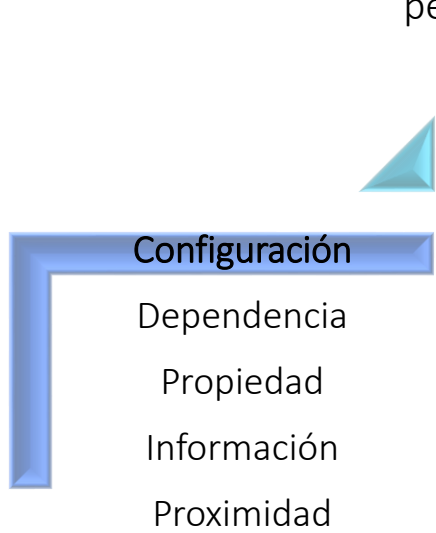 Configuración
Dependencia
Propiedad
Información
Proximidad